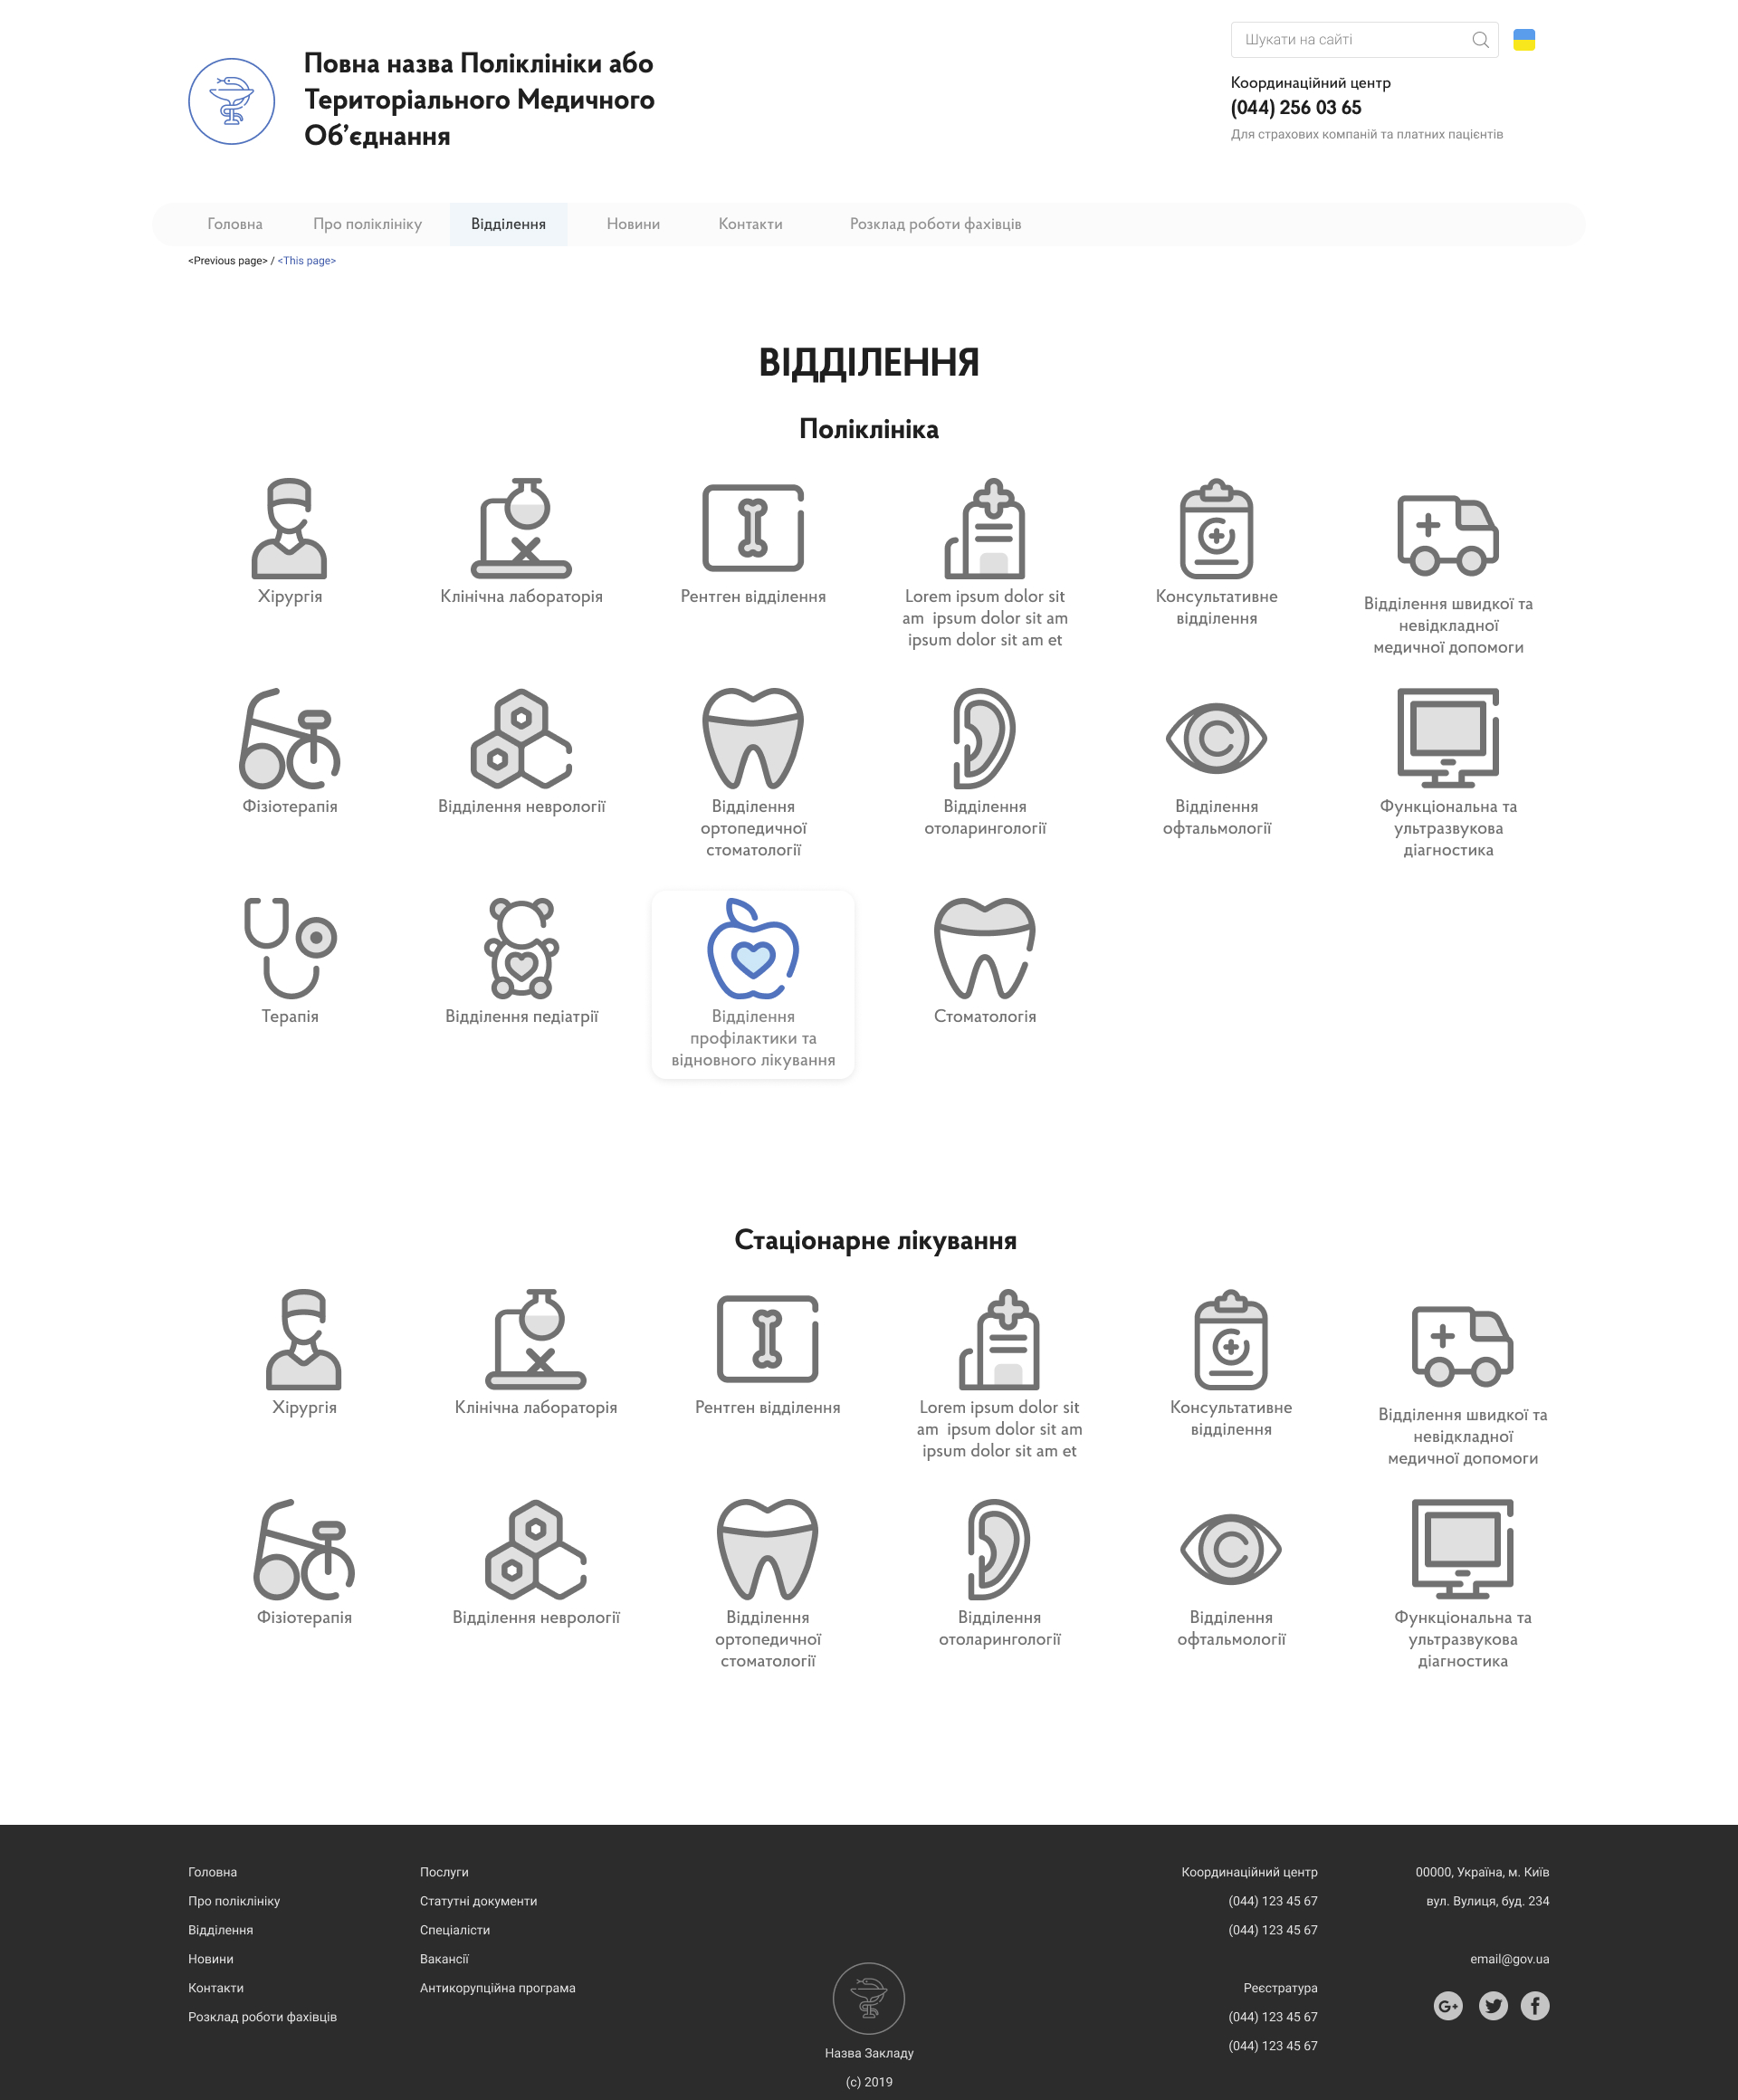 Шукати на сайті
Повна назва Поліклініки або
Територіального Медичного
Об’єднання
Координаційний центр
(044) 256 03 65
Для страхових компаній та платних пацієнтів
Головна Про поліклініку Відділення Новини Контакти Розклад роботи фахівців
<Previous page> / <This page>
ВІДДІЛЕННЯ
Поліклініка
Хірургія
Клінічна лабораторія
Рентген відділення
Lorem ipsum dolor sit
am ipsum dolor sit am
ipsum dolor sit am et
Консультативне
відділення
Відділення швидкої та
невідкладної
медичної допомоги
Фізіотерапія
Відділення неврології
Відділення
ортопедичної
стоматології
Відділення
отоларингології
Відділення
офтальмології
Функціональна та
ультразвукова
діагностика
Терапія
Відділення педіатрії
Відділення
профілактики та
відновного лікування
Стоматологія
Стаціонарне лікування
Хірургія
Клінічна лабораторія
Рентген відділення
Lorem ipsum dolor sit
am ipsum dolor sit am
ipsum dolor sit am et
Консультативне
відділення
Відділення швидкої та
невідкладної
медичної допомоги
Фізіотерапія
Відділення неврології
Відділення
ортопедичної
стоматології
Відділення
отоларингології
Відділення
офтальмології
Функціональна та
ультразвукова
діагностика
Головна
Про поліклініку
Відділення
Новини
Контакти
Розклад роботи фахівців
Послуги
Статутні документи
Спеціалісти
Вакансії
Антикорупційна програма
Назва Закладу
(c) 2019
Координаційний центр
(044) 123 45 67
(044) 123 45 67
Реєстратура
(044) 123 45 67
(044) 123 45 67
00000, Україна, м. Київ
вул. Вулиця, буд. 234
email@gov.ua